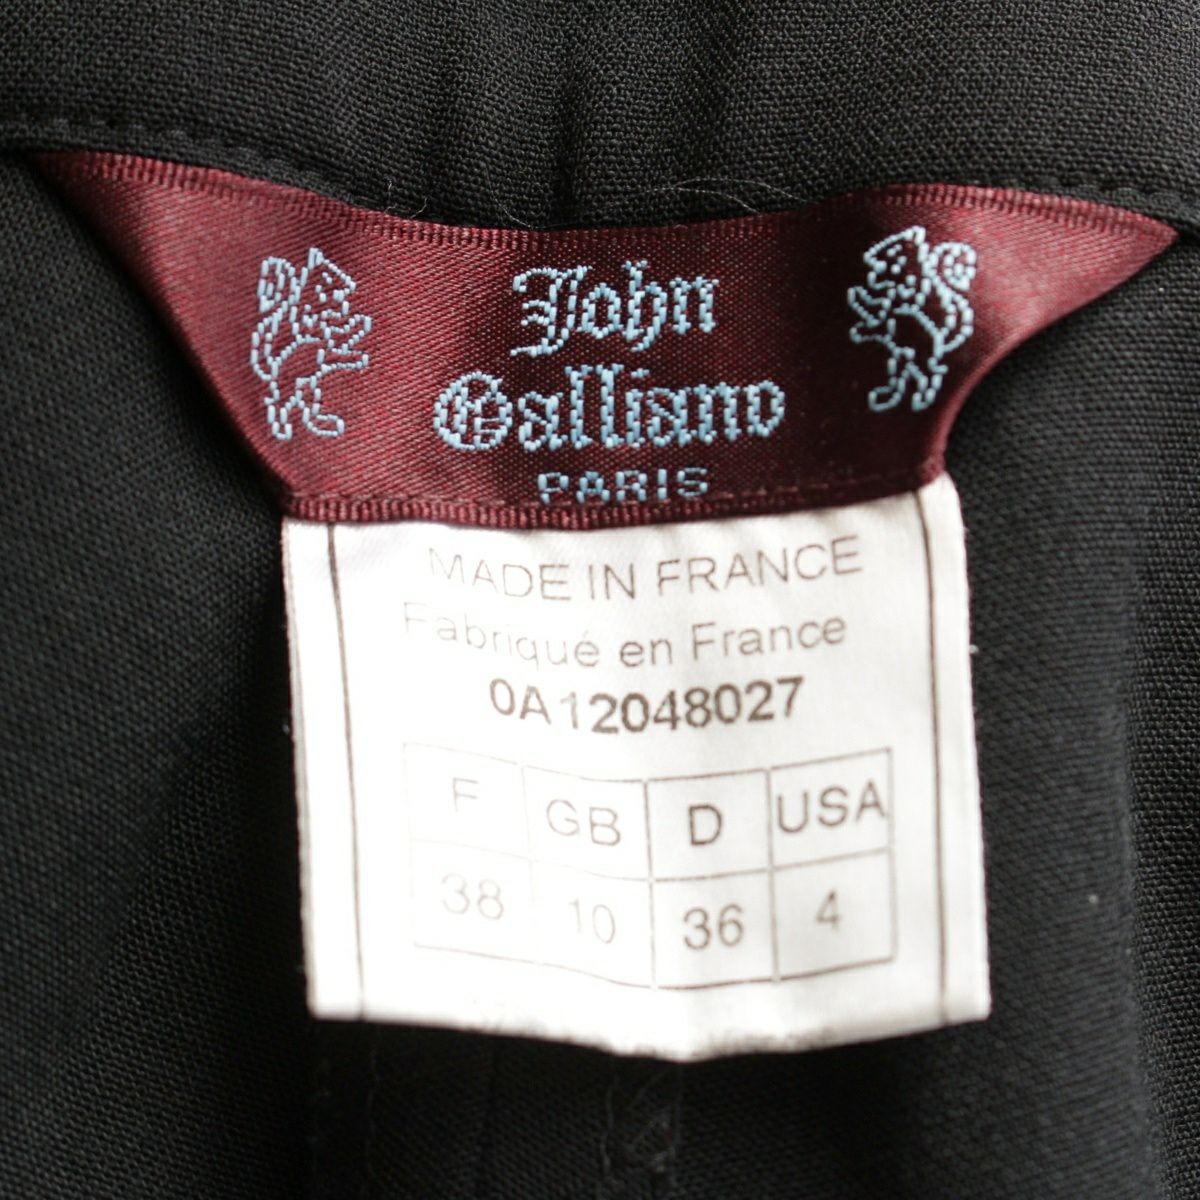 John
Galliano
PARIS
MADE IN FRANCE
Fabriqué en France
0A12048027
F GB D USA
38 10 36 4